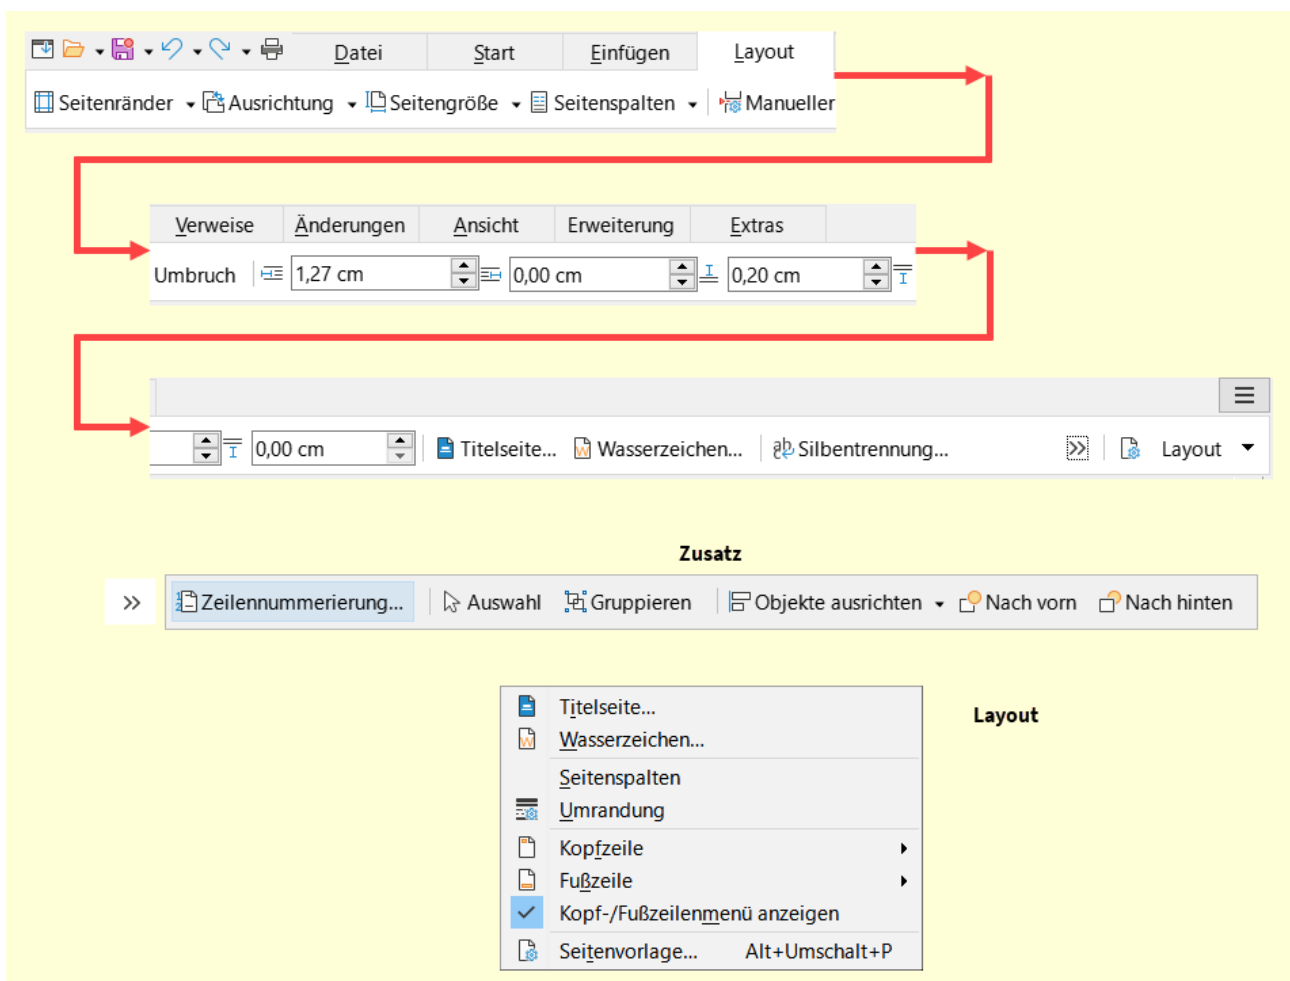 Datei Start Einfügen Layout
Seitenränder Ausrichtung Seitengröße Seitenspalten Manueller
Verweise Änderungen Ansicht Erweiterung Extras
Umbruch 1,27 cm 0,00 cm 0,20 cm
0,00 cm Titelseite... Wasserzeichen... Silbentrennung... Layout
Zusatz
Zeilennummerierung... Auswahl Gruppieren Objekte ausrichten Nach vorn Nach hinten
Titelseite...
Layout
Wasserzeichen...
Seitenspalten
Umrandung
Kopfzeile
Fußzeile
Kopf-/Fußzeilenmenü anzeigen
Seitenvorlage... Alt+Umschalt+P